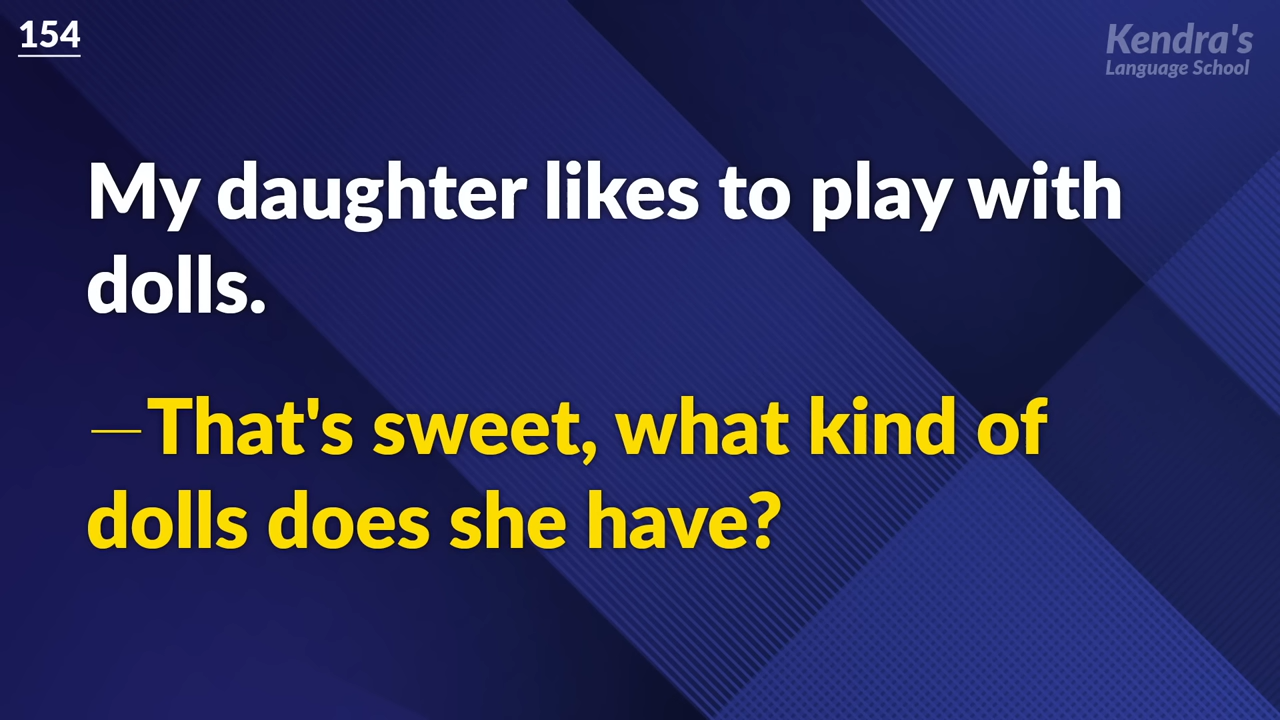 154
Kendra's
Language School
My daughter likes to play with
dolls.
—That's sweet, what kind of
dolls does she have?